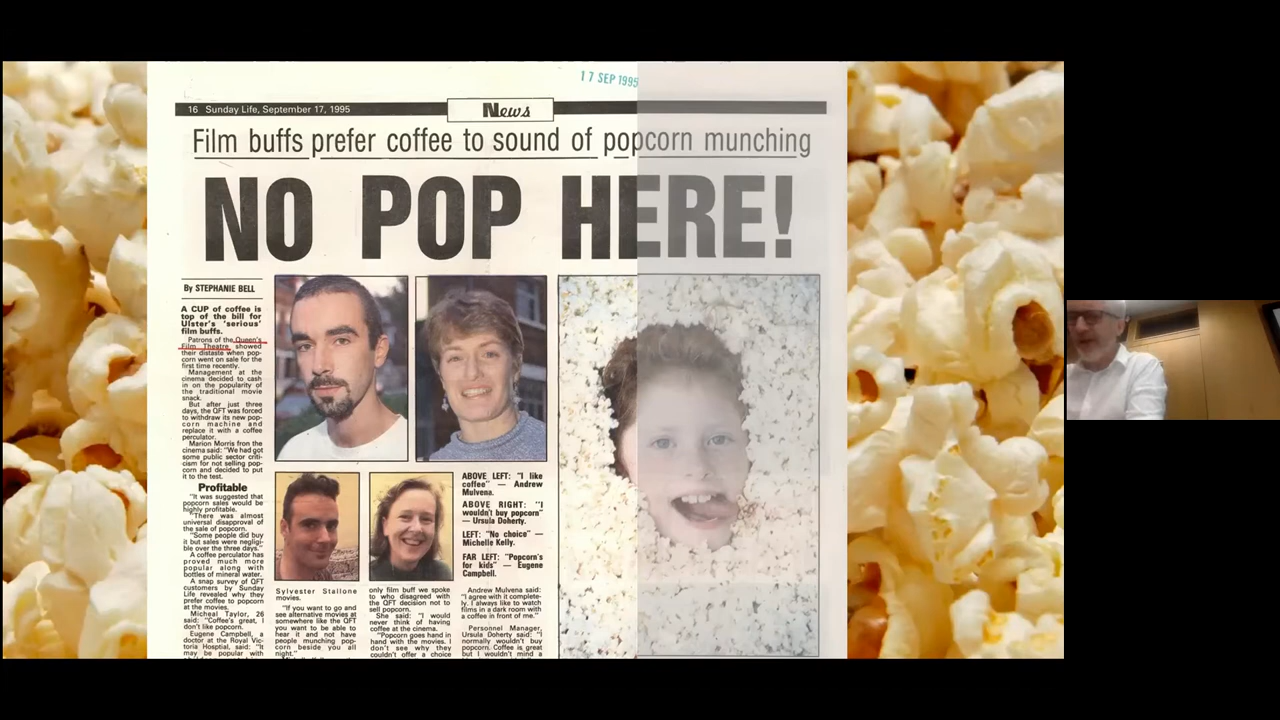 17 SEP 1995
16 Sunday Life, September 17, 1995
News
Film buffs prefer coffee to sound of popcorn munching
NO POP HERE!
By STEPHANIE BELL
A CUP of coffee is
top of the bill for
Ulster's 'serious'
film buffs.
Patrons of the Queen's
Film Theatre showed
their distaste when pop-
corn went on sale for the
first time recently.
Management at the
cinema decided to cash
in on the popularity of
the traditional movie
snack.
But after just three
days, the QFT was forced
to withdraw its new pop-
corn machine and
replace it with a coffee
perculator.
Marion Morris fron the
cinema said: "We had got
some public sector criti-
cism for not selling pop-
corn and decided to put
it to the test.
Profitable
"It was suggested that
popcorn sales would be
highly profitable.
"There was almost
universal disapproval of
the sale of popcorn.
"Some people did buy
it but sales were negligi-
ble over the three days."
A coffee perculator has
proved much more
popular along with
bottles of mineral water.
A snap survey of QFT
customers by Sunday
Life revealed why they
prefer coffee to popcorn
at the movies.
Micheal Taylor, 26
said: "Coffee's great, I
don't like popcorn.
Eugene Campbell, a
doctor at the Royal Vic-
toria Hosptial, said: "It
may be popular with
Sylvester Stallone
movies.
"If you want to go and
see alternative movies at
somewhere like the QFT
you want to be able to
hear it and not have
people munching pop-
corn beside you all
night."
only film buff we spoke
to who disagreed with
the QFT decision not to
sell popcorn.
She said: "I would
never think of having
coffee at the cinema.
"Popcorn goes hand in
hand with the movies. I
don't see why they
couldn't offer a choice
ABOVE LEFT: "I like
coffee" — Andrew
Mulvena.
ABOVE RIGHT: "I
wouldn't buy popcorn"
— Ursula Doherty.
LEFT: "No choice" —
Michelle Kelly.
FAR LEFT: "Popcorn's
for kids" — Eugene
Campbell.
Andrew Mulvena said:
"I agree with it complete-
ly. I always like to watch
films in a dark room with
a coffee in front of me."
Personnel Manager,
Ursula Doherty said: "I
normally wouldn't buy
popcorn. Coffee is great
but I wouldn't mind a